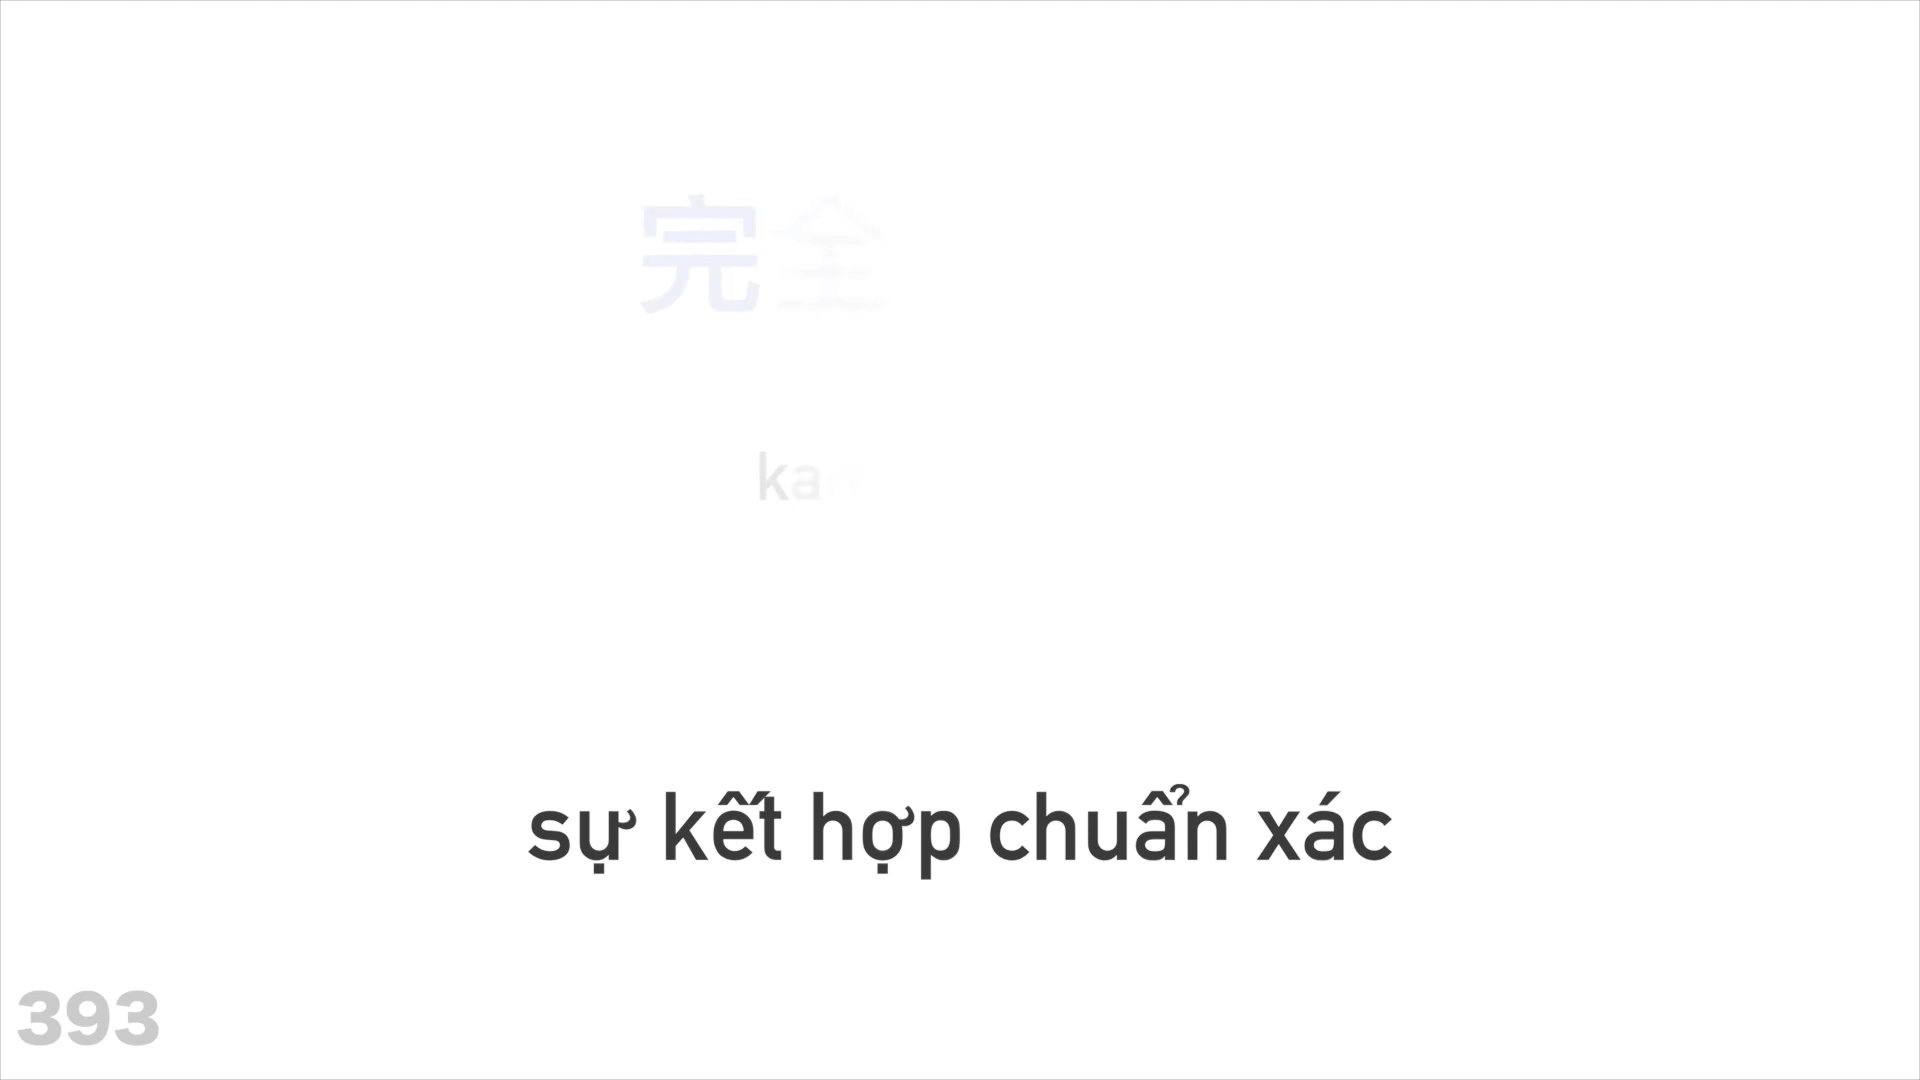 完全
ka
sự kết hợp chuẩn xác
393